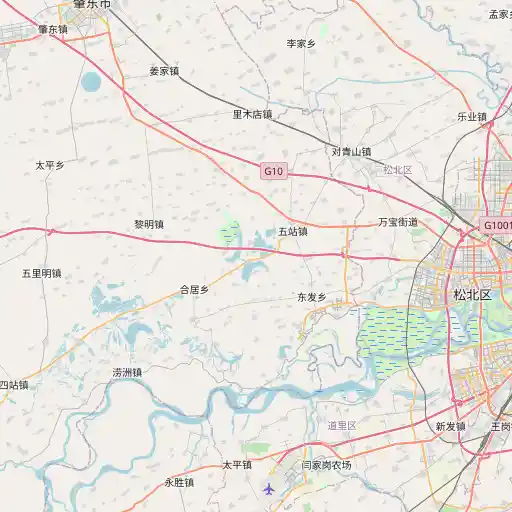 肇东市
孟家乡
肇东镇
李家乡
姜家镇
里木店镇
乐业镇
对青山镇
太平乡
G10
松北区
黎明镇
万宝街道
G1001
五站镇
五里明镇
合居乡
东发乡
松北区
涝洲镇
四站镇
道里区
新发镇
王岗镇
太平镇
闫家岗农场
永胜镇